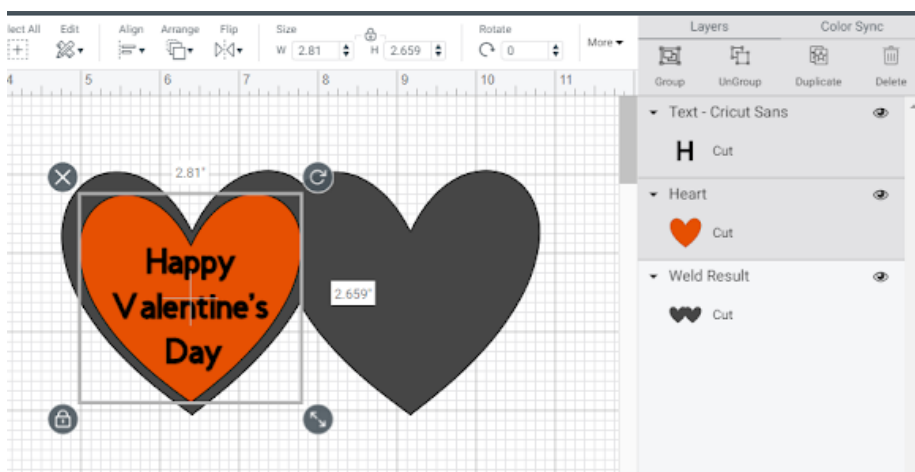 lect All Edit Align Arrange Flip Size Rotate
W 2.81 H 2.659 0 More
4 5 6 7 8 9 10 11
2.81"
Happy
Valentine's
Day
2.659"
Layers Color Sync
Group UnGroup Duplicate Delete
Text - Cricut Sans
H Cut
Heart
Cut
Weld Result
Cut